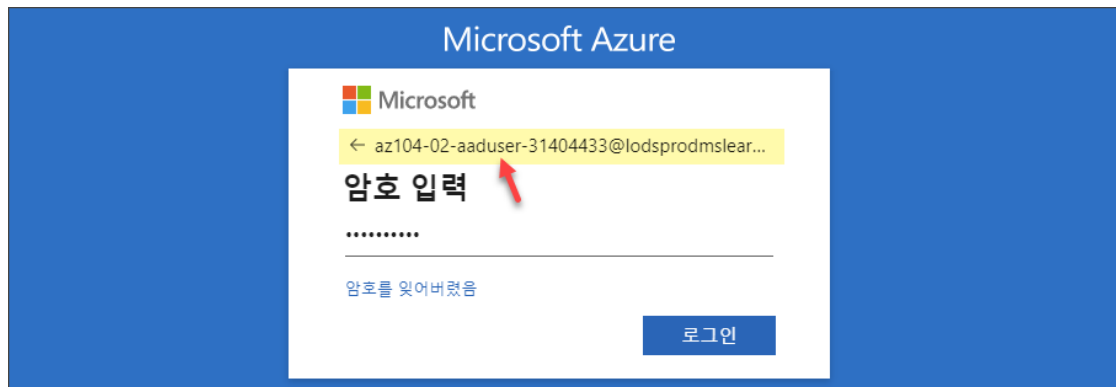 Microsoft Azure
Microsoft
← az104-02-aaduser-31404433@lodsprodmslear...
암호 입력
••••••••••
암호를 잊어버렸음
로그인